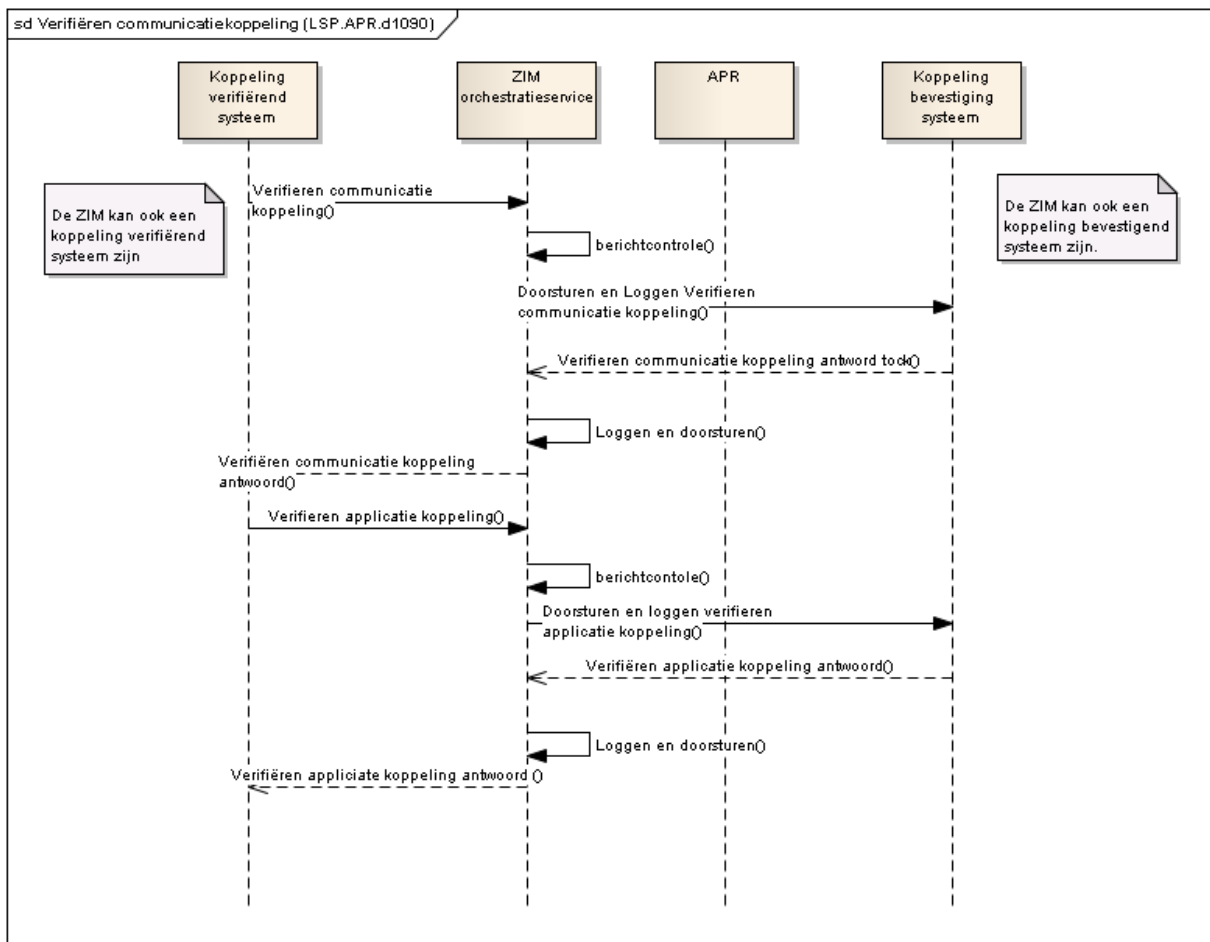 sd Verifiëren communicatiekoppeling (LSP.APR.d1090)
Koppeling
verifiërend
systeem
ZIM
orchestratieservice
APR
Koppeling
bevestiging
systeem
De ZIM kan ook een
koppeling verifiërend
systeem zijn
De ZIM kan ook een
koppeling bevestigend
systeem zijn.
Verifieren communicatie
koppeling()
berichtcontrole()
Doorsturen en Loggen Verifieren
communicatie koppeling()
Verifieren communicatie koppeling antword tock()
Loggen en doorsturen()
Verifiëren communicatie koppeling
antwoord()
Verifieren applicatie koppeling()
berichtcontole()
Doorsturen en loggen verifieren
applicatie koppeling()
Verifiëren applicatie koppeling antwoord()
Loggen en doorsturen()
Verifiëren appliciate koppeling antwoord ()